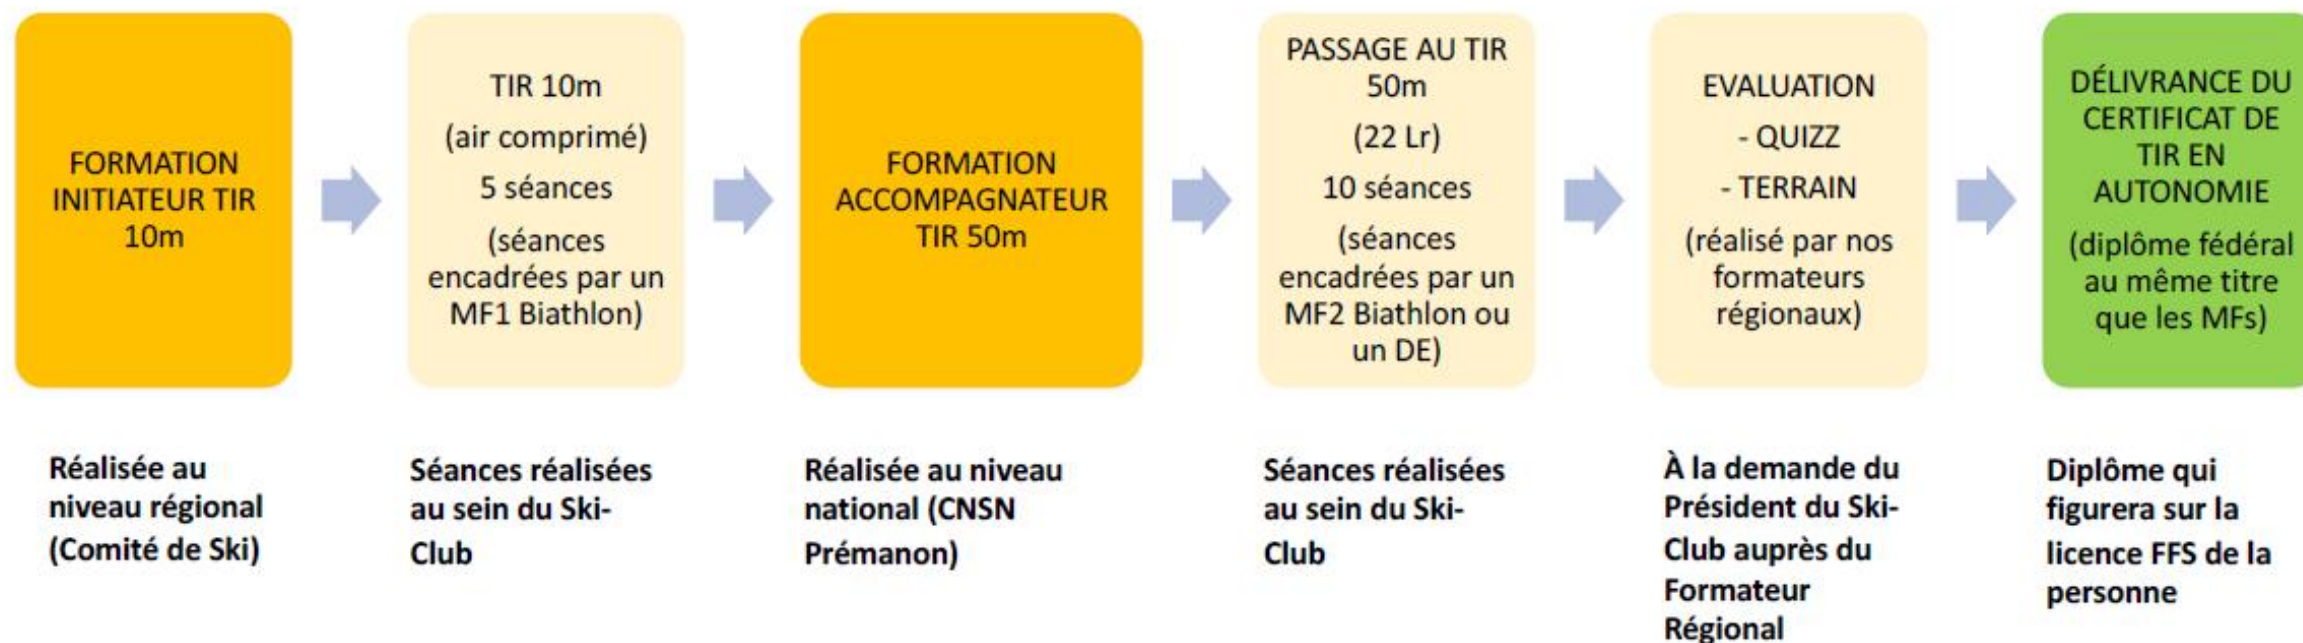 FORMATION
INITIATEUR TIR
10m
TIR 10m
(air comprimé)
5 séances
(séances
encadrées par un
MF1 Biathlon)
FORMATION
ACCOMPAGNATEUR
TIR 50m
PASSAGE AU TIR
50m
(22 Lr)
10 séances
(séances
encadrées par un
MF2 Biathlon ou
un DE)
EVALUATION
- QUIZZ
- TERRAIN
(réalisé par nos
formateurs
régionaux)
DÉLIVRANCE DU
CERTIFICAT DE
TIR EN
AUTONOMIE
(diplôme fédéral
au même titre
que les MFs)
Réalisée au
niveau régional
(Comité de Ski)
Séances réalisées
au sein du Ski-
Club
Réalisée au niveau
national (CNSN
Prémanon)
Séances réalisées
au sein du Ski-
Club
À la demande du
Président du Ski-
Club auprès du
Formateur
Régional
Diplôme qui
figurera sur la
licence FFS de la
personne